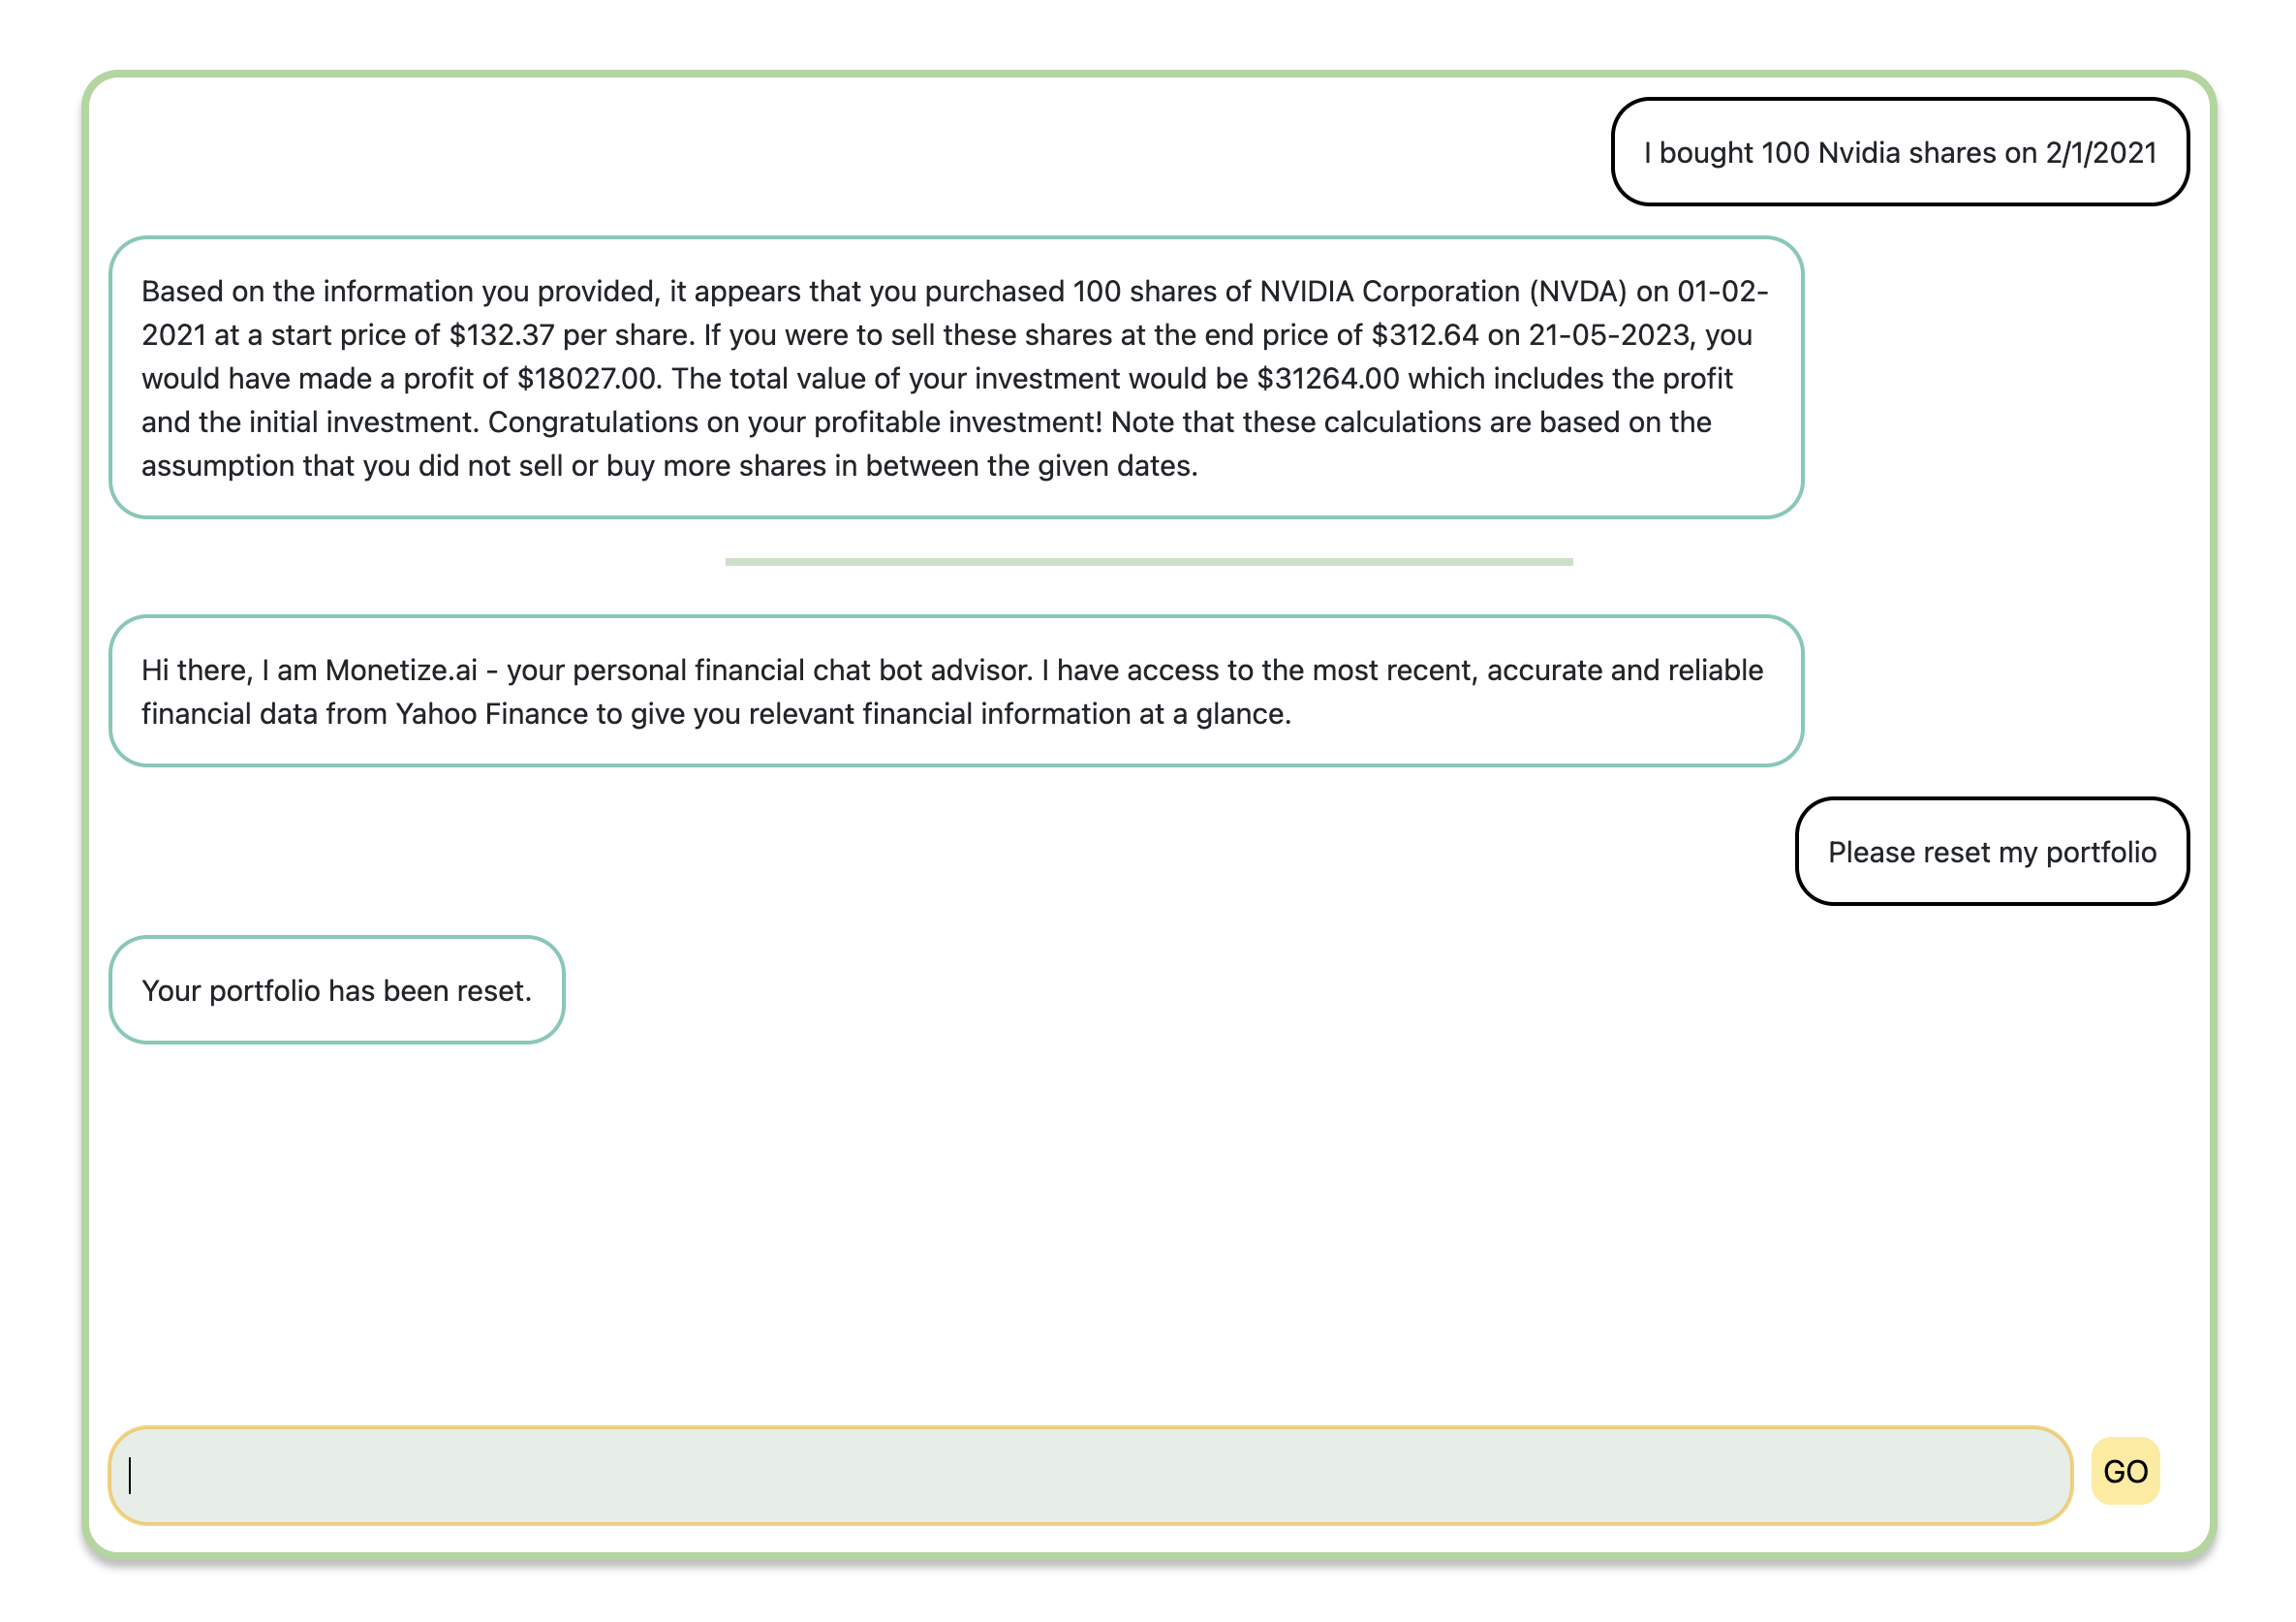 I bought 100 Nvidia shares on 2/1/2021
Based on the information you provided, it appears that you purchased 100 shares of NVIDIA Corporation (NVDA) on 01-02-
2021 at a start price of $132.37 per share. If you were to sell these shares at the end price of $312.64 on 21-05-2023, you
would have made a profit of $18027.00. The total value of your investment would be $31264.00 which includes the profit
and the initial investment. Congratulations on your profitable investment! Note that these calculations are based on the
assumption that you did not sell or buy more shares in between the given dates.
Hi there, I am Monetize.ai - your personal financial chat bot advisor. I have access to the most recent, accurate and reliable
financial data from Yahoo Finance to give you relevant financial information at a glance.
Please reset my portfolio
Your portfolio has been reset.
GO